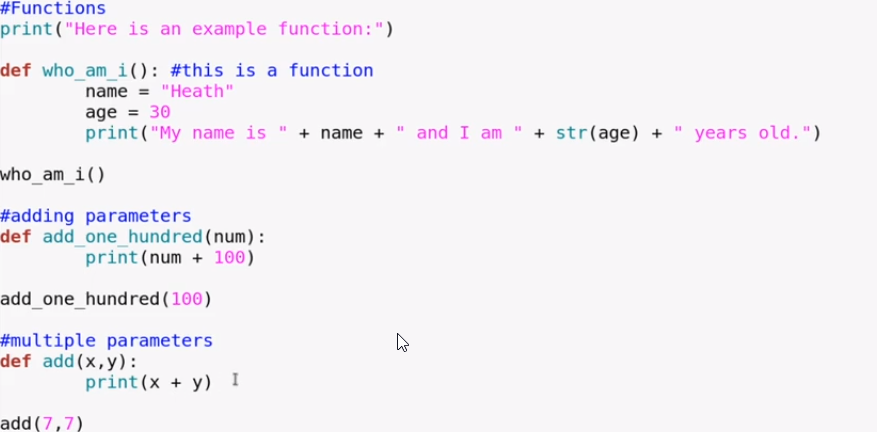 #Functions
print("Here is an example function:")
def who_am_i(): #this is a function
        name = "Heath"
        age = 30
        print("My name is " + name + " and I am " + str(age) + " years old.")
who_am_i()
#adding parameters
def add_one_hundred(num):
        print(num + 100)
add_one_hundred(100)
#multiple parameters
def add(x,y):
        print(x + y)
add(7,7)